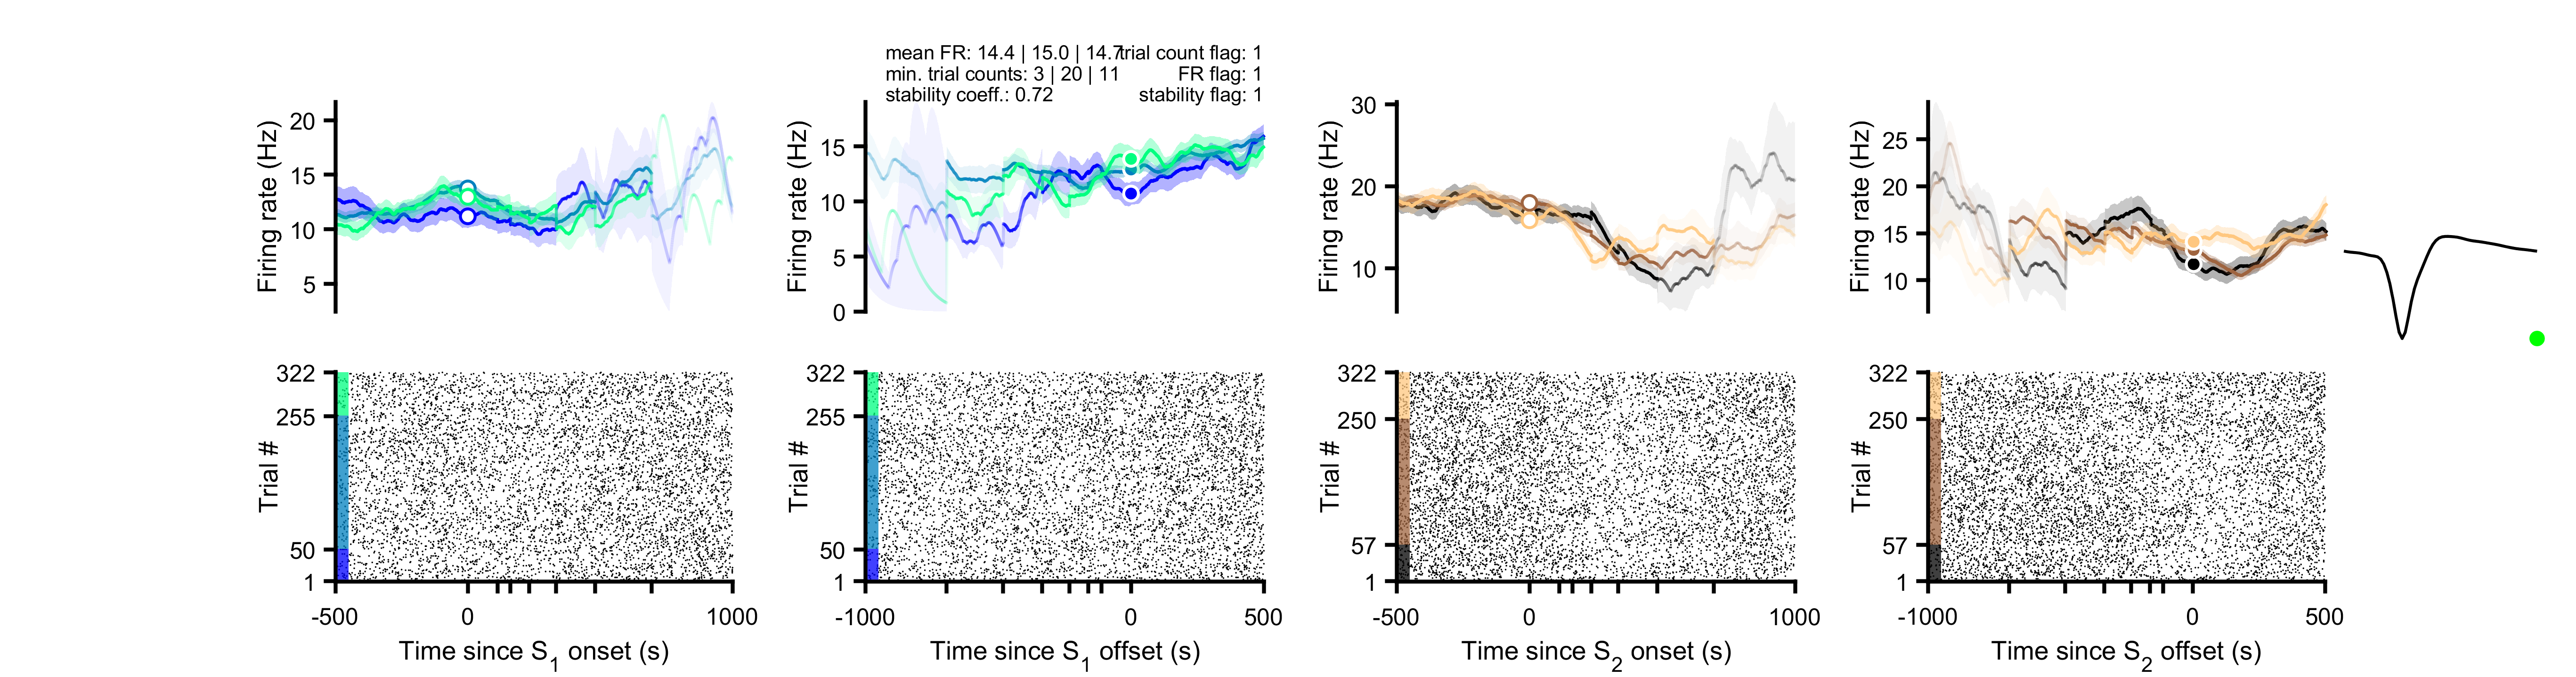 mean FR: 14.4 | 15.0 | 14.7
trial count flag: 1
min. trial counts: 3 | 20 | 11
FR flag: 1
stability coeff.: 0.72
stability flag: 1
Firing rate (Hz)
20
15
10
5
Firing rate (Hz)
15
10
5
0
Firing rate (Hz)
30
20
10
Firing rate (Hz)
25
20
15
10
Trial #
322
255
50
1
-500
0
1000
Time since S1 onset (s)
Trial #
322
255
50
1
-1000
0
500
Time since S1 offset (s)
Trial #
322
250
57
1
-500
0
1000
Time since S2 onset (s)
Trial #
322
250
57
1
-1000
0
500
Time since S2 offset (s)